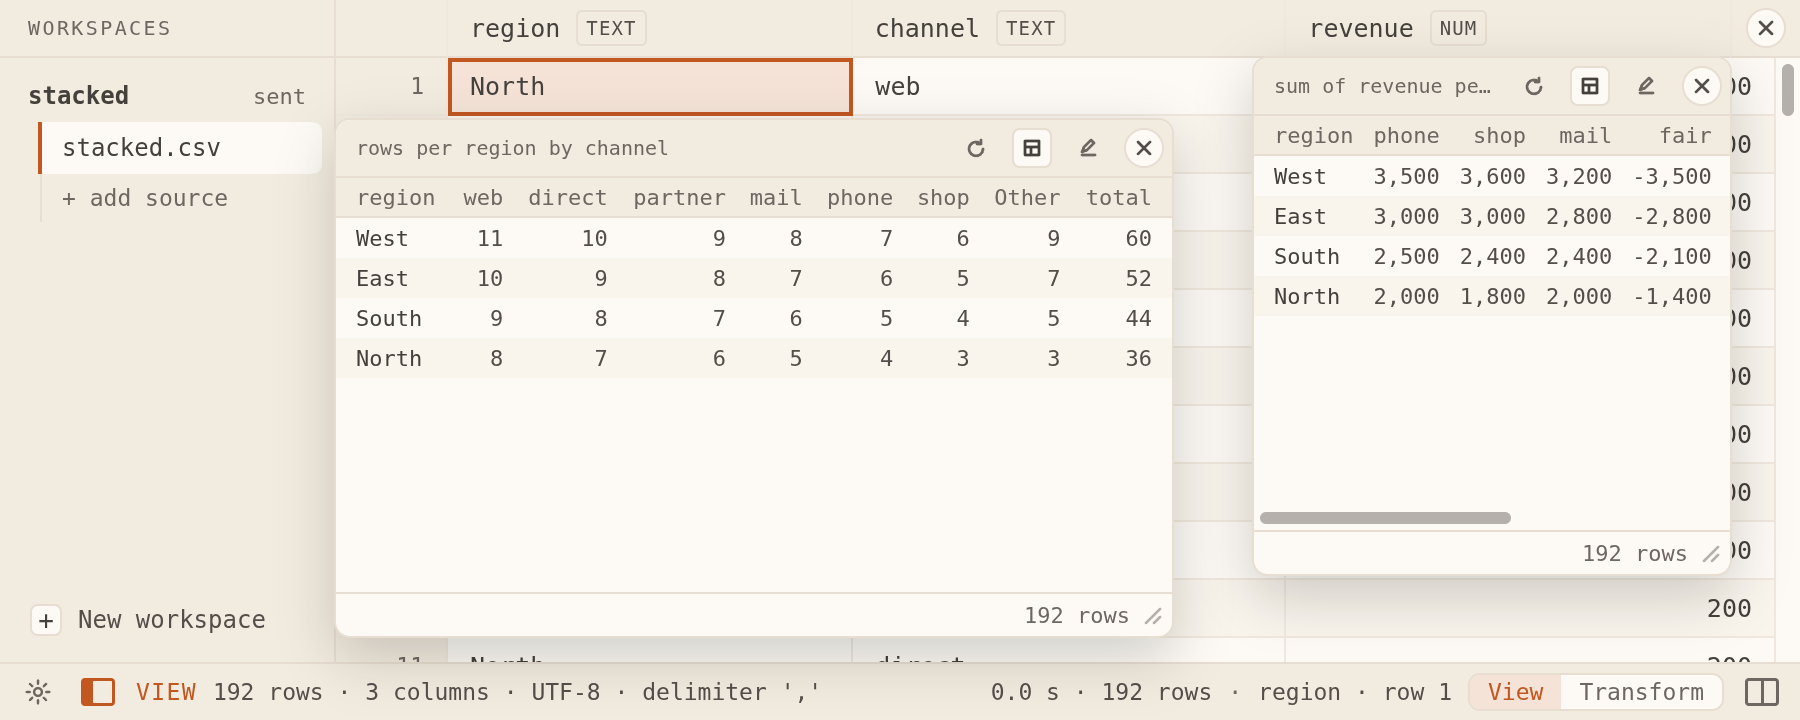 WORKSPACES
region TEXT channel TEXT revenue NUM
stacked sent
stacked.csv
+ add source
+ New workspace
1 North web
rows per region by channel
region web direct partner mail phone shop Other total
West 11 10 9 8 7 6 9 60
East 10 9 8 7 6 5 7 52
South 9 8 7 6 5 4 5 44
North 8 7 6 5 4 3 3 36
192 rows
sum of revenue pe…
region phone shop mail fair
West 3,500 3,600 3,200 -3,500
East 3,000 3,000 2,800 -2,800
South 2,500 2,400 2,400 -2,100
North 2,000 1,800 2,000 -1,400
192 rows
200
11 North direct 200
VIEW 192 rows · 3 columns · UTF-8 · delimiter ','
0.0 s · 192 rows · region · row 1 View Transform